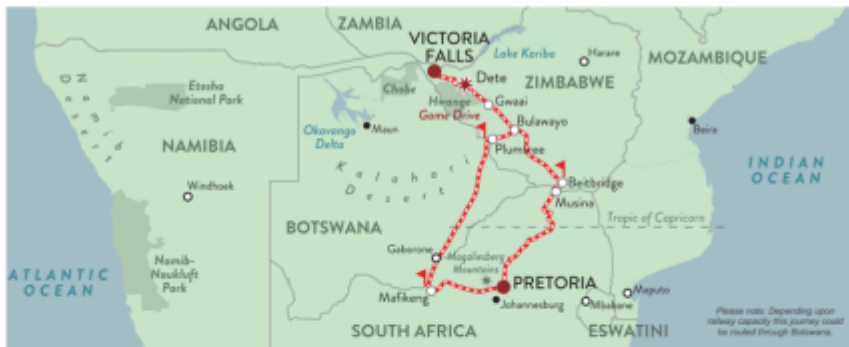 ANGOLA
ZAMBIA
VICTORIA
FALLS
Lake Kariba
Harare
MOZAMBIQUE
Namib
Desert
Etosha
National Park
Chobe
Dete
ZIMBABWE
Hwange
Game Drive
Gwaai
Okavango
Delta
Maun
Bulawayo
Beira
NAMIBIA
Plumtree
Kalahari
Desert
INDIAN
OCEAN
Windhoek
Beitbridge
Musina
BOTSWANA
Tropic of Capricorn
Gaborone
Magaliesberg
Mountains
Namib-
Naukluft
Park
ATLANTIC
OCEAN
PRETORIA
Mafikeng
Johannesburg
Maputo
Mbabane
SOUTH AFRICA
ESWATINI
Please note: Depending upon
railway capacity this journey could
be routed through Botswana.